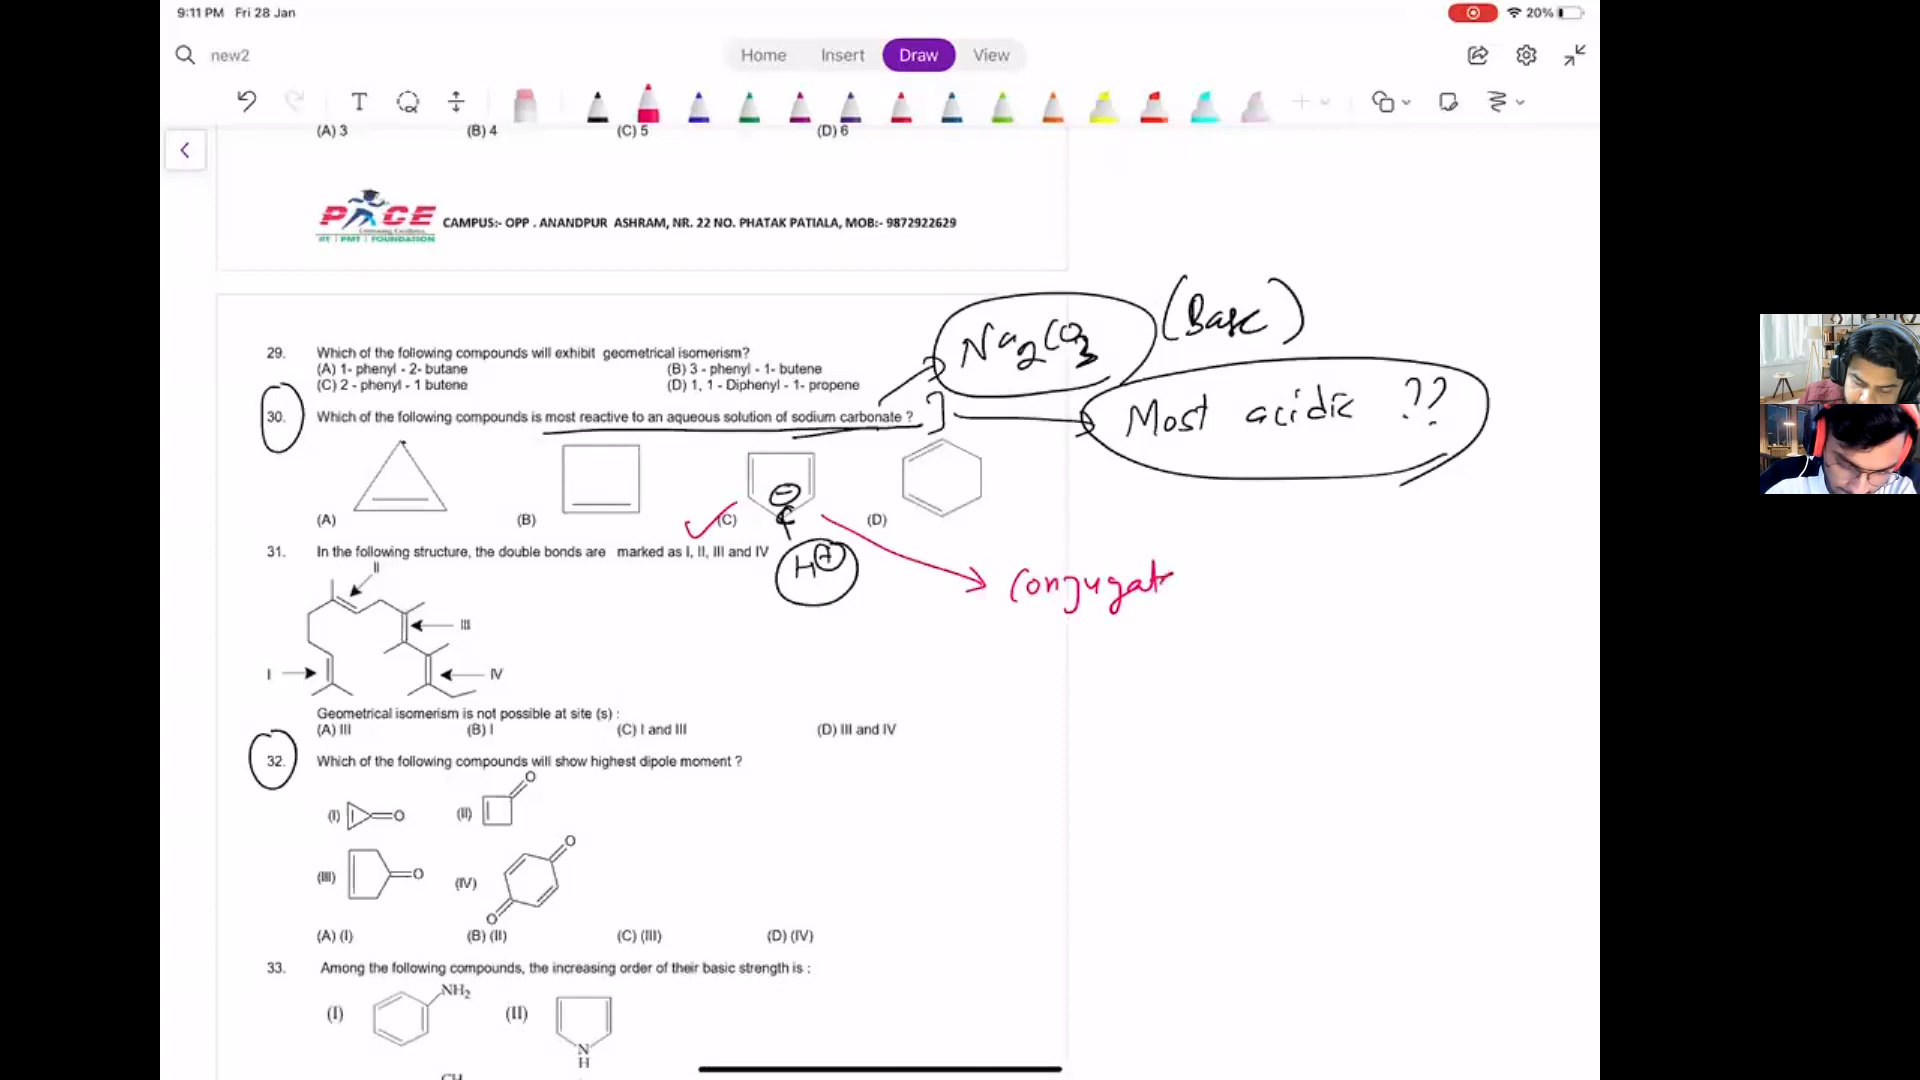 9:11 PM Fri 28 Jan
20%
new2
Home Insert Draw View
T
(A) 3 (B) 4 (C) 5 (D) 6
PACE
IIT | PMT | FOUNDATION
CAMPUS:- OPP . ANANDPUR ASHRAM, NR. 22 NO. PHATAK PATIALA, MOB:- 9872922629
Na2CO3 (Base)
29. Which of the following compounds will exhibit geometrical isomerism?
(A) 1- phenyl - 2- butane (B) 3 - phenyl - 1- butene
(C) 2 - phenyl - 1 butene (D) 1, 1 - Diphenyl - 1- propene
30. Which of the following compounds is most reactive to an aqueous solution of sodium carbonate ?
Most acidic ??
(A) (B) (C) (D)
31. In the following structure, the double bonds are marked as I, II, III and IV
H+
Conjugat
II
III
I
IV
Geometrical isomerism is not possible at site (s) :
(A) III (B) I (C) I and III (D) III and IV
32. Which of the following compounds will show highest dipole moment ?
O
(I) O (II)
O
(III) O (IV)
O
(A) (I) (B) (II) (C) (III) (D) (IV)
33. Among the following compounds, the increasing order of their basic strength is :
NH2
(I) (II)
N
H
CH